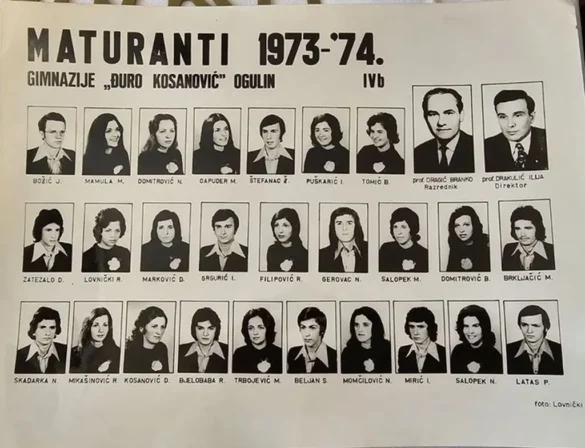 MATURANTI 1973-'74.
GIMNAZIJE „ĐURO KOSANOVIĆ” OGULIN IVb
BOŽIĆ J. MAMULA M. DOMITROVIĆ N. CAPUDER M. ŠTEFANAC Ž. PUŠKARIĆ I. TOMIĆ B. prof. DRAGIĆ BRANKO prof. DRAKULIĆ ILIJA
Razrednik Direktor
ZATEZALO D. LOVNIČKI R. MARKOVIĆ D. GRGURIĆ I. FILIPOVIĆ R. GEROVAC N. SALOPEK M. DOMITROVIĆ B. BRKLJAČIĆ M.
SKADARKA N. MIKAŠINOVIĆ R. KOSANOVIĆ D. BJELOBABA R. TRBOJEVIĆ M. BELJAN S. MOMČILOVIĆ N. MIRIĆ I. SALOPEK N. LATAS P.
foto: Lovnički